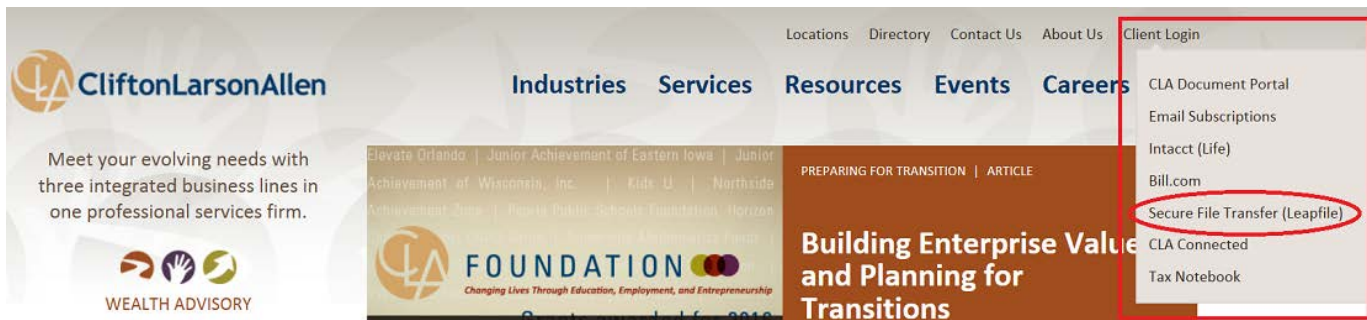 Locations Directory Contact Us About Us Client Login
CLA CliftonLarsonAllen
Industries Services Resources Events Careers
CLA Document Portal
Email Subscriptions
Intacct (Life)
Bill.com
Secure File Transfer (Leapfile)
CLA Connected
Tax Notebook
Meet your evolving needs with
three integrated business lines in
one professional services firm.
WEALTH ADVISORY
Elevate Orlando | Junior Achievement of Eastern Iowa | Junior
Achievement of Wisconsin, Inc. | Kids U | Northside
CLA FOUNDATION
Changing Lives Through Education, Employment, and Entrepreneurship
PREPARING FOR TRANSITION | ARTICLE
Building Enterprise Value
and Planning for
Transitions